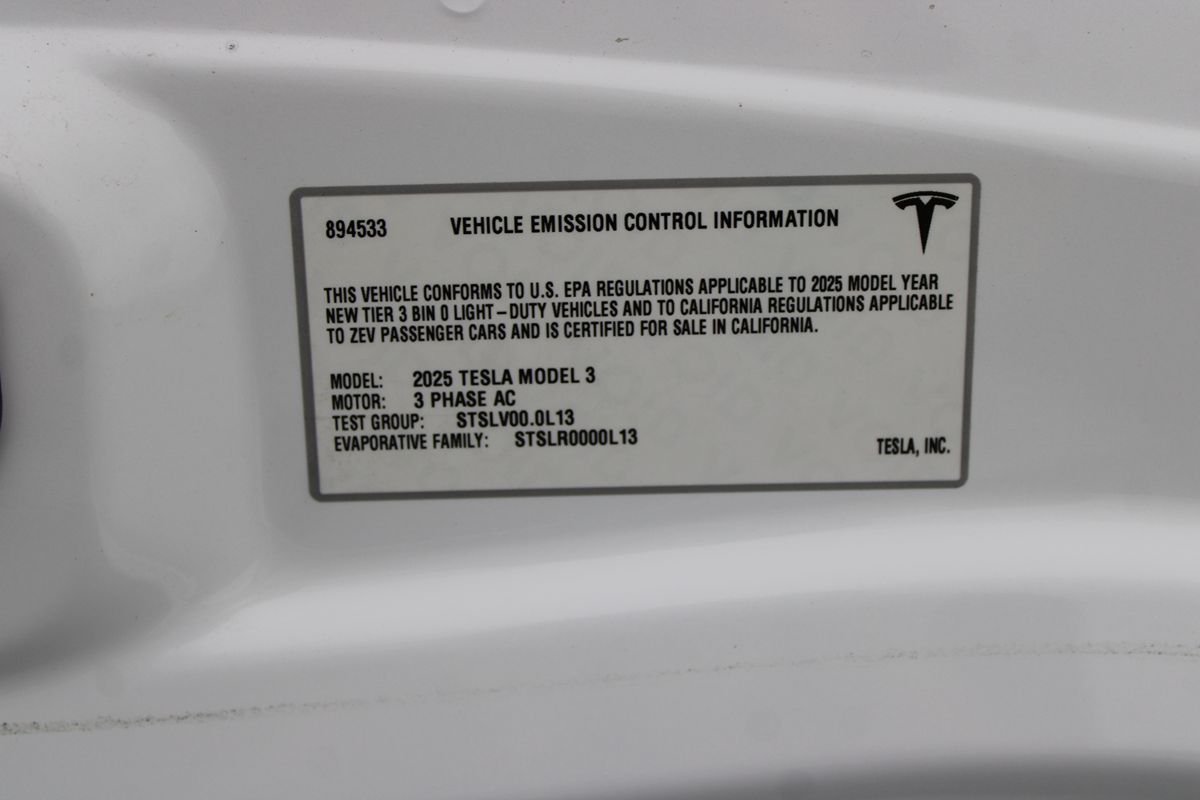 894533 VEHICLE EMISSION CONTROL INFORMATION
THIS VEHICLE CONFORMS TO U.S. EPA REGULATIONS APPLICABLE TO 2025 MODEL YEAR
NEW TIER 3 BIN 0 LIGHT-DUTY VEHICLES AND TO CALIFORNIA REGULATIONS APPLICABLE
TO ZEV PASSENGER CARS AND IS CERTIFIED FOR SALE IN CALIFORNIA.
MODEL: 2025 TESLA MODEL 3
MOTOR: 3 PHASE AC
TEST GROUP: STSLV00.0L13
EVAPORATIVE FAMILY: STSLR0000L13
TESLA, INC.